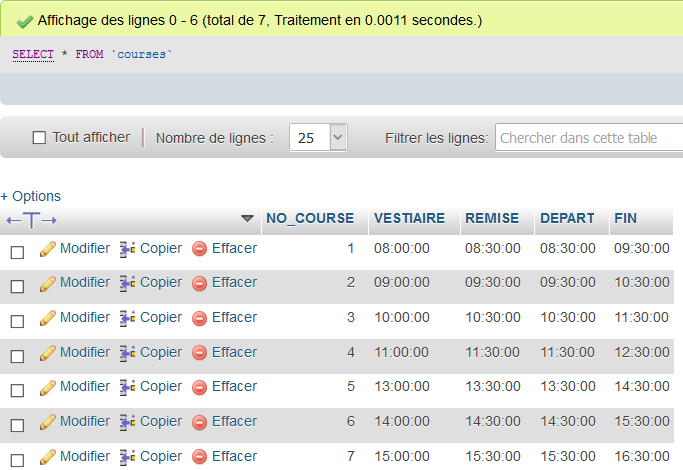 Affichage des lignes 0 - 6 (total de 7, Traitement en 0.0011 secondes.)
SELECT * FROM `courses`
Tout afficher Nombre de lignes : 25 Filtrer les lignes: Chercher dans cette table
+ Options
←T→ NO_COURSE VESTIAIRE REMISE DEPART FIN
Modifier Copier Effacer 1 08:00:00 08:30:00 08:30:00 09:30:00
Modifier Copier Effacer 2 09:00:00 09:30:00 09:30:00 10:30:00
Modifier Copier Effacer 3 10:00:00 10:30:00 10:30:00 11:30:00
Modifier Copier Effacer 4 11:00:00 11:30:00 11:30:00 12:30:00
Modifier Copier Effacer 5 13:00:00 13:30:00 13:30:00 14:30:00
Modifier Copier Effacer 6 14:00:00 14:30:00 14:30:00 15:30:00
Modifier Copier Effacer 7 15:00:00 15:30:00 15:30:00 16:30:00